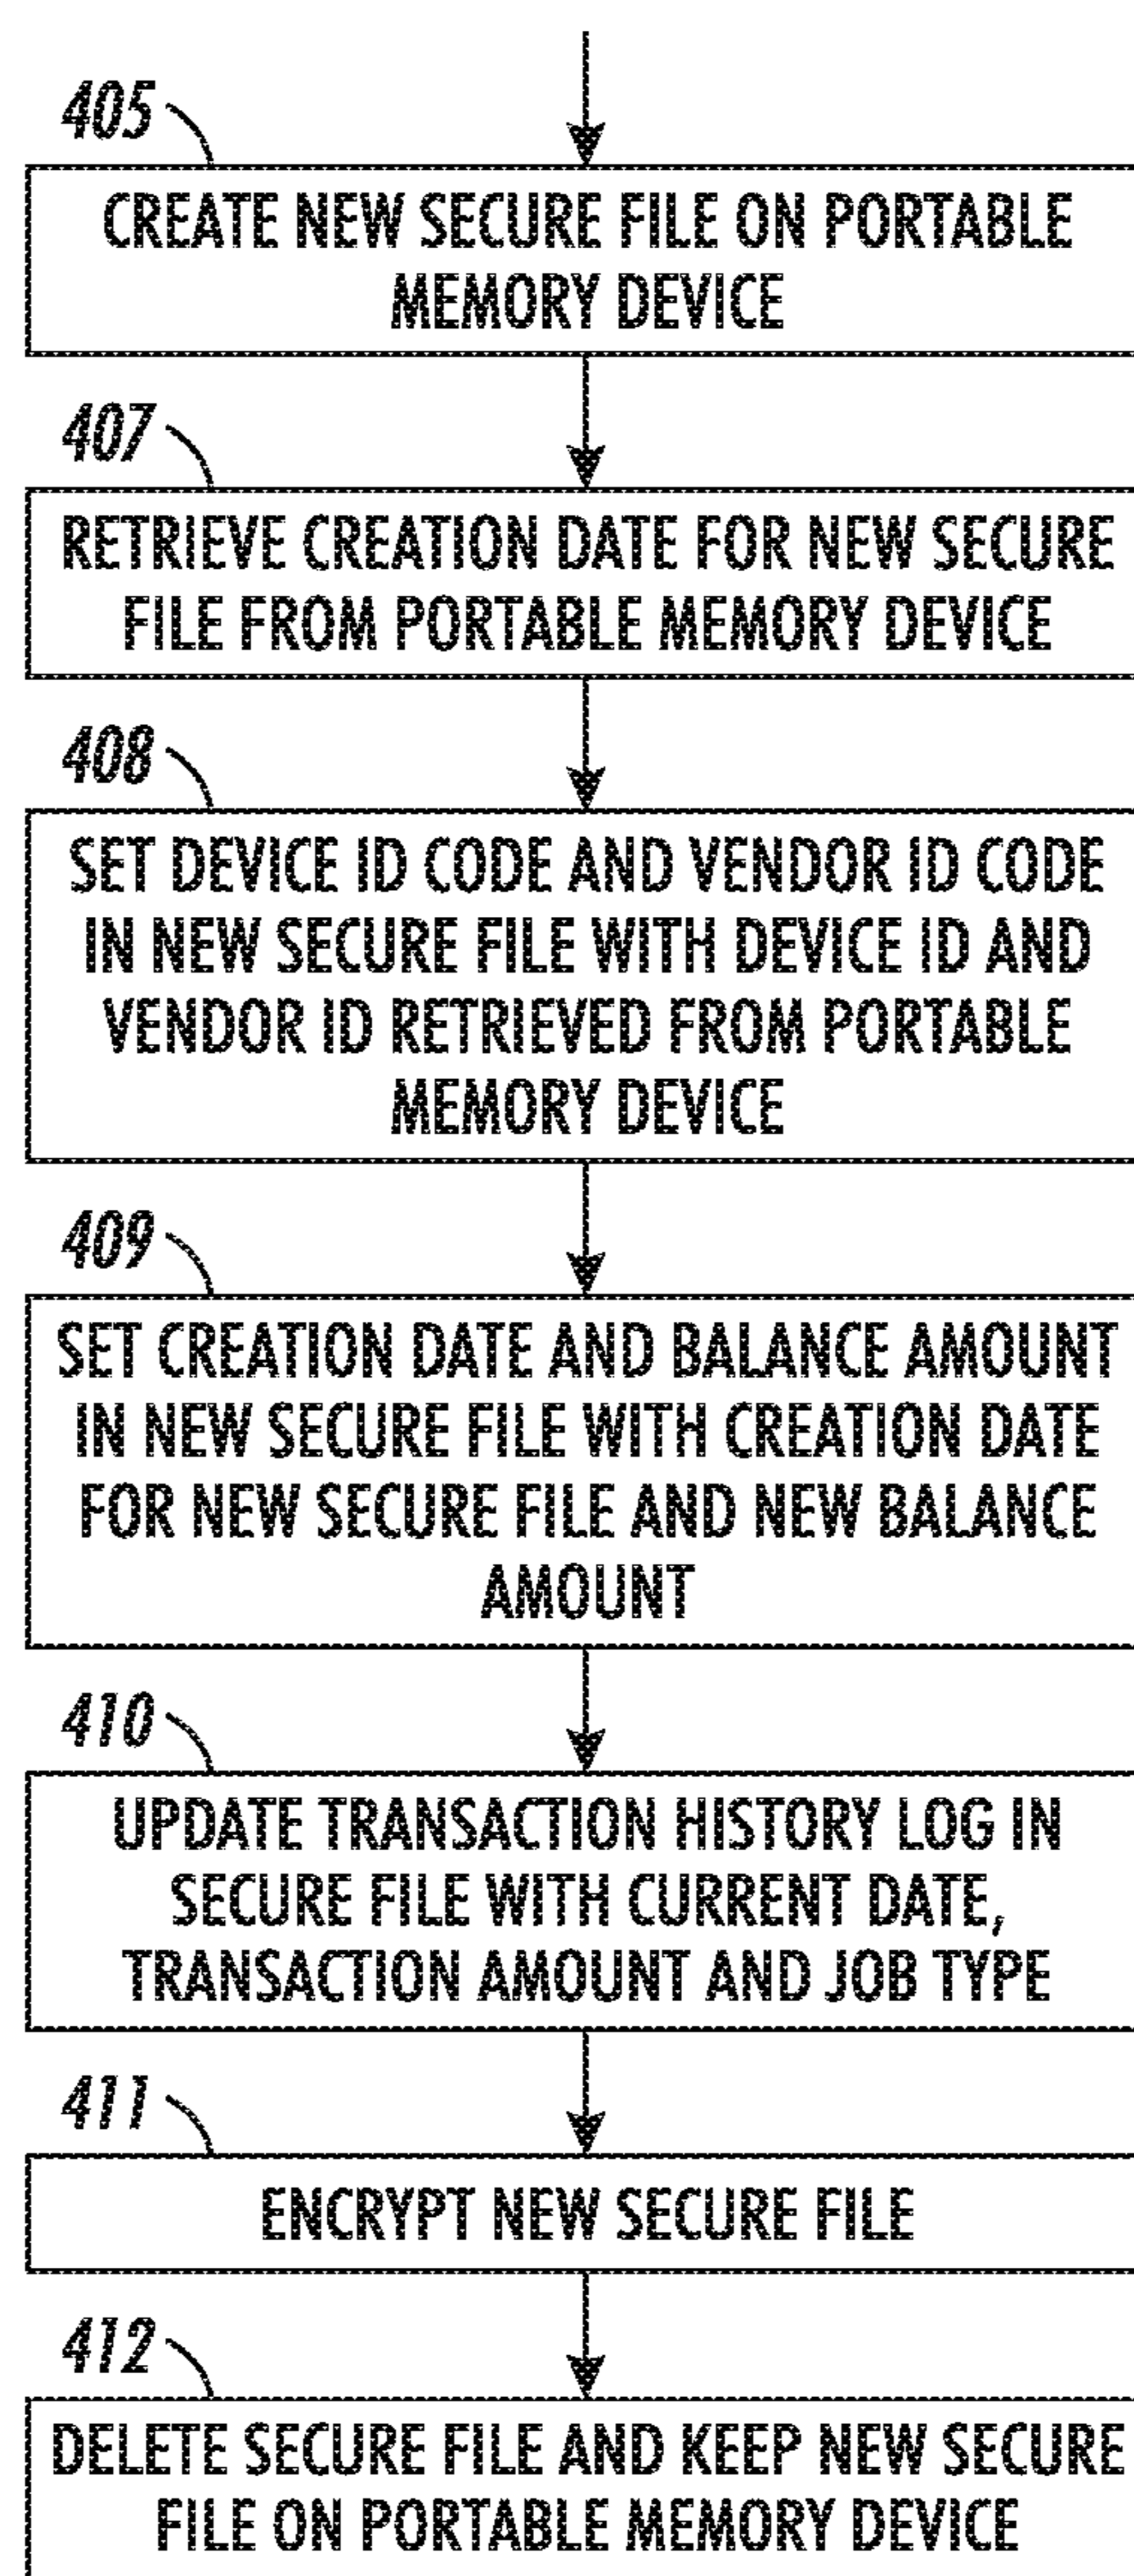 405
CREATE NEW SECURE FILE ON PORTABLE
MEMORY DEVICE
407
RETRIEVE CREATION DATE FOR NEW SECURE
FILE FROM PORTABLE MEMORY DEVICE
408
SET DEVICE ID CODE AND VENDOR ID CODE
IN NEW SECURE FILE WITH DEVICE ID AND
VENDOR ID RETRIEVED FROM PORTABLE
MEMORY DEVICE
409
SET CREATION DATE AND BALANCE AMOUNT
IN NEW SECURE FILE WITH CREATION DATE
FOR NEW SECURE FILE AND NEW BALANCE
AMOUNT
410
UPDATE TRANSACTION HISTORY LOG IN
SECURE FILE WITH CURRENT DATE,
TRANSACTION AMOUNT AND JOB TYPE
411
ENCRYPT NEW SECURE FILE
412
DELETE SECURE FILE AND KEEP NEW SECURE
FILE ON PORTABLE MEMORY DEVICE